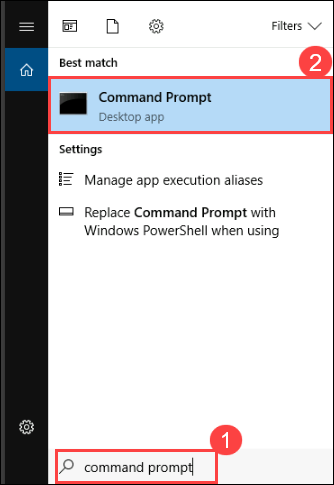 Filters
Best match
2
Command Prompt
Desktop app
Settings
Manage app execution aliases
Replace Command Prompt with
Windows PowerShell when using
1
command prompt